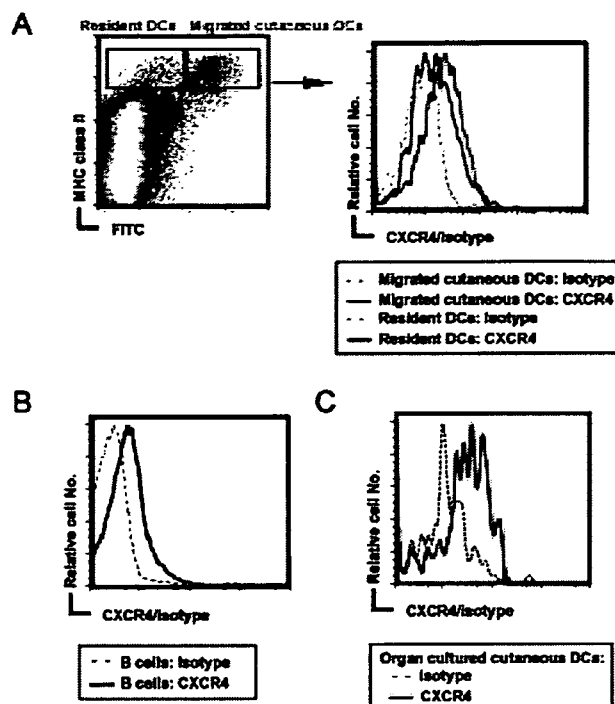 A
Resident DCs Migrated cutaneous DCs
MHC class II
FITC
Relative cell No.
CXCR4/Isotype
Migrated cutaneous DCs: Isotype
Migrated cutaneous DCs: CXCR4
Resident DCs: Isotype
Resident DCs: CXCR4
B
Relative cell No.
CXCR4/Isotype
B cells: Isotype
B cells: CXCR4
C
Relative cell No.
CXCR4/Isotype
Organ cultured cutaneous DCs:
Isotype
CXCR4